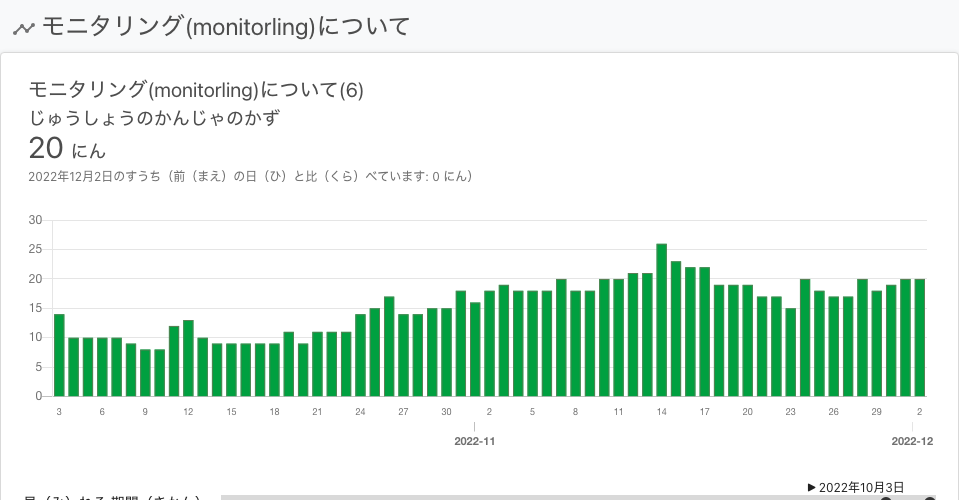 モニタリング(monitorling)について
モニタリング(monitorling)について(6)
じゅうしょうのかんじゃのかず
20 にん
2022年12月2日のすうち（前（まえ）の日（ひ）と比（くら）べています: 0 にん）
30
25
20
15
10
5
0
3 6 9 12 15 18 21 24 27 30 2 5 8 11 14 17 20 23 26 29 2
2022-11 2022-12
▶ 2022年10月3日